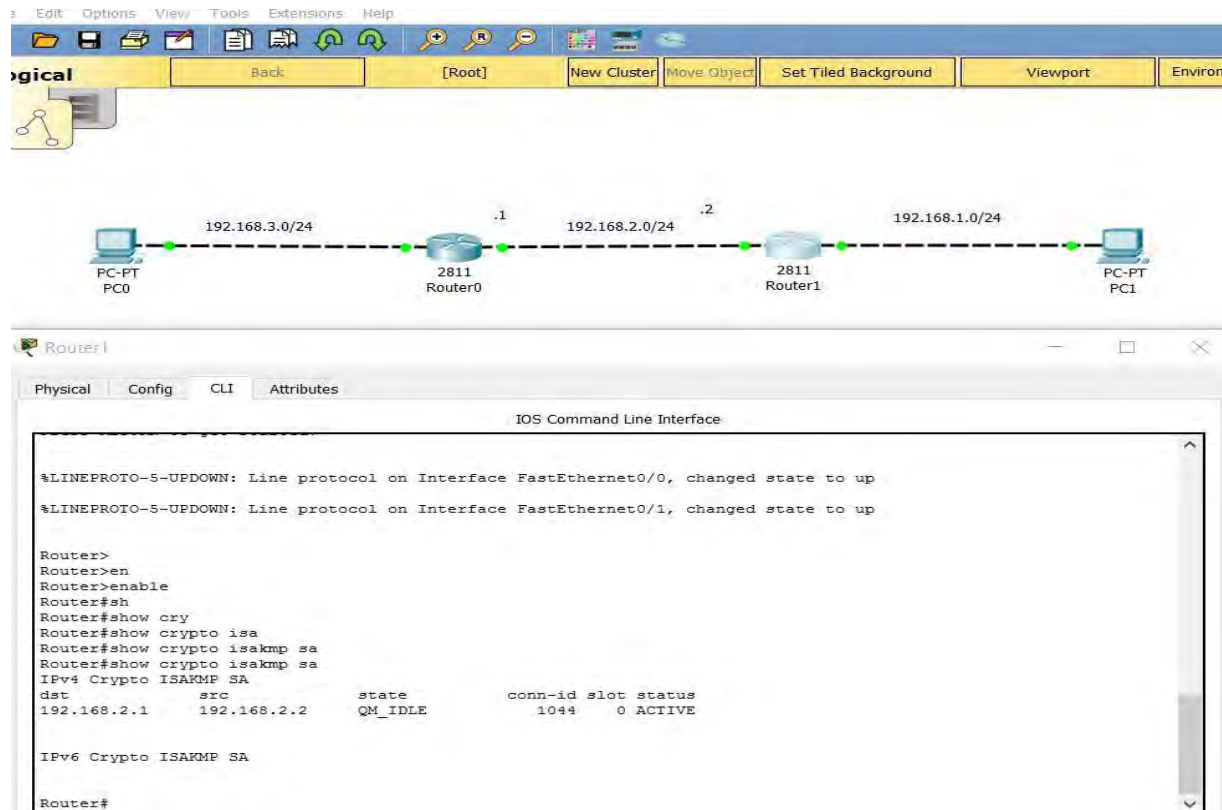 Edit Options View Tools Extensions Help
Back [Root] New Cluster Move Object Set Tiled Background Viewport
192.168.3.0/24 .1 192.168.2.0/24 .2 192.168.1.0/24
PC-PT 2811 2811 PC-PT
PC0 Router0 Router1 PC1
Router1
Physical Config CLI Attributes
IOS Command Line Interface
%LINEPROTO-5-UPDOWN: Line protocol on Interface FastEthernet0/0, changed state to up
%LINEPROTO-5-UPDOWN: Line protocol on Interface FastEthernet0/1, changed state to up
Router>
Router>en
Router>enable
Router#sh
Router#show cry
Router#show crypto isa
Router#show crypto isakmp sa
Router#show crypto isakmp sa
IPv4 Crypto ISAKMP SA
dst src state conn-id slot status
192.168.2.1 192.168.2.2 QM_IDLE 1044 0 ACTIVE
IPv6 Crypto ISAKMP SA
Router#